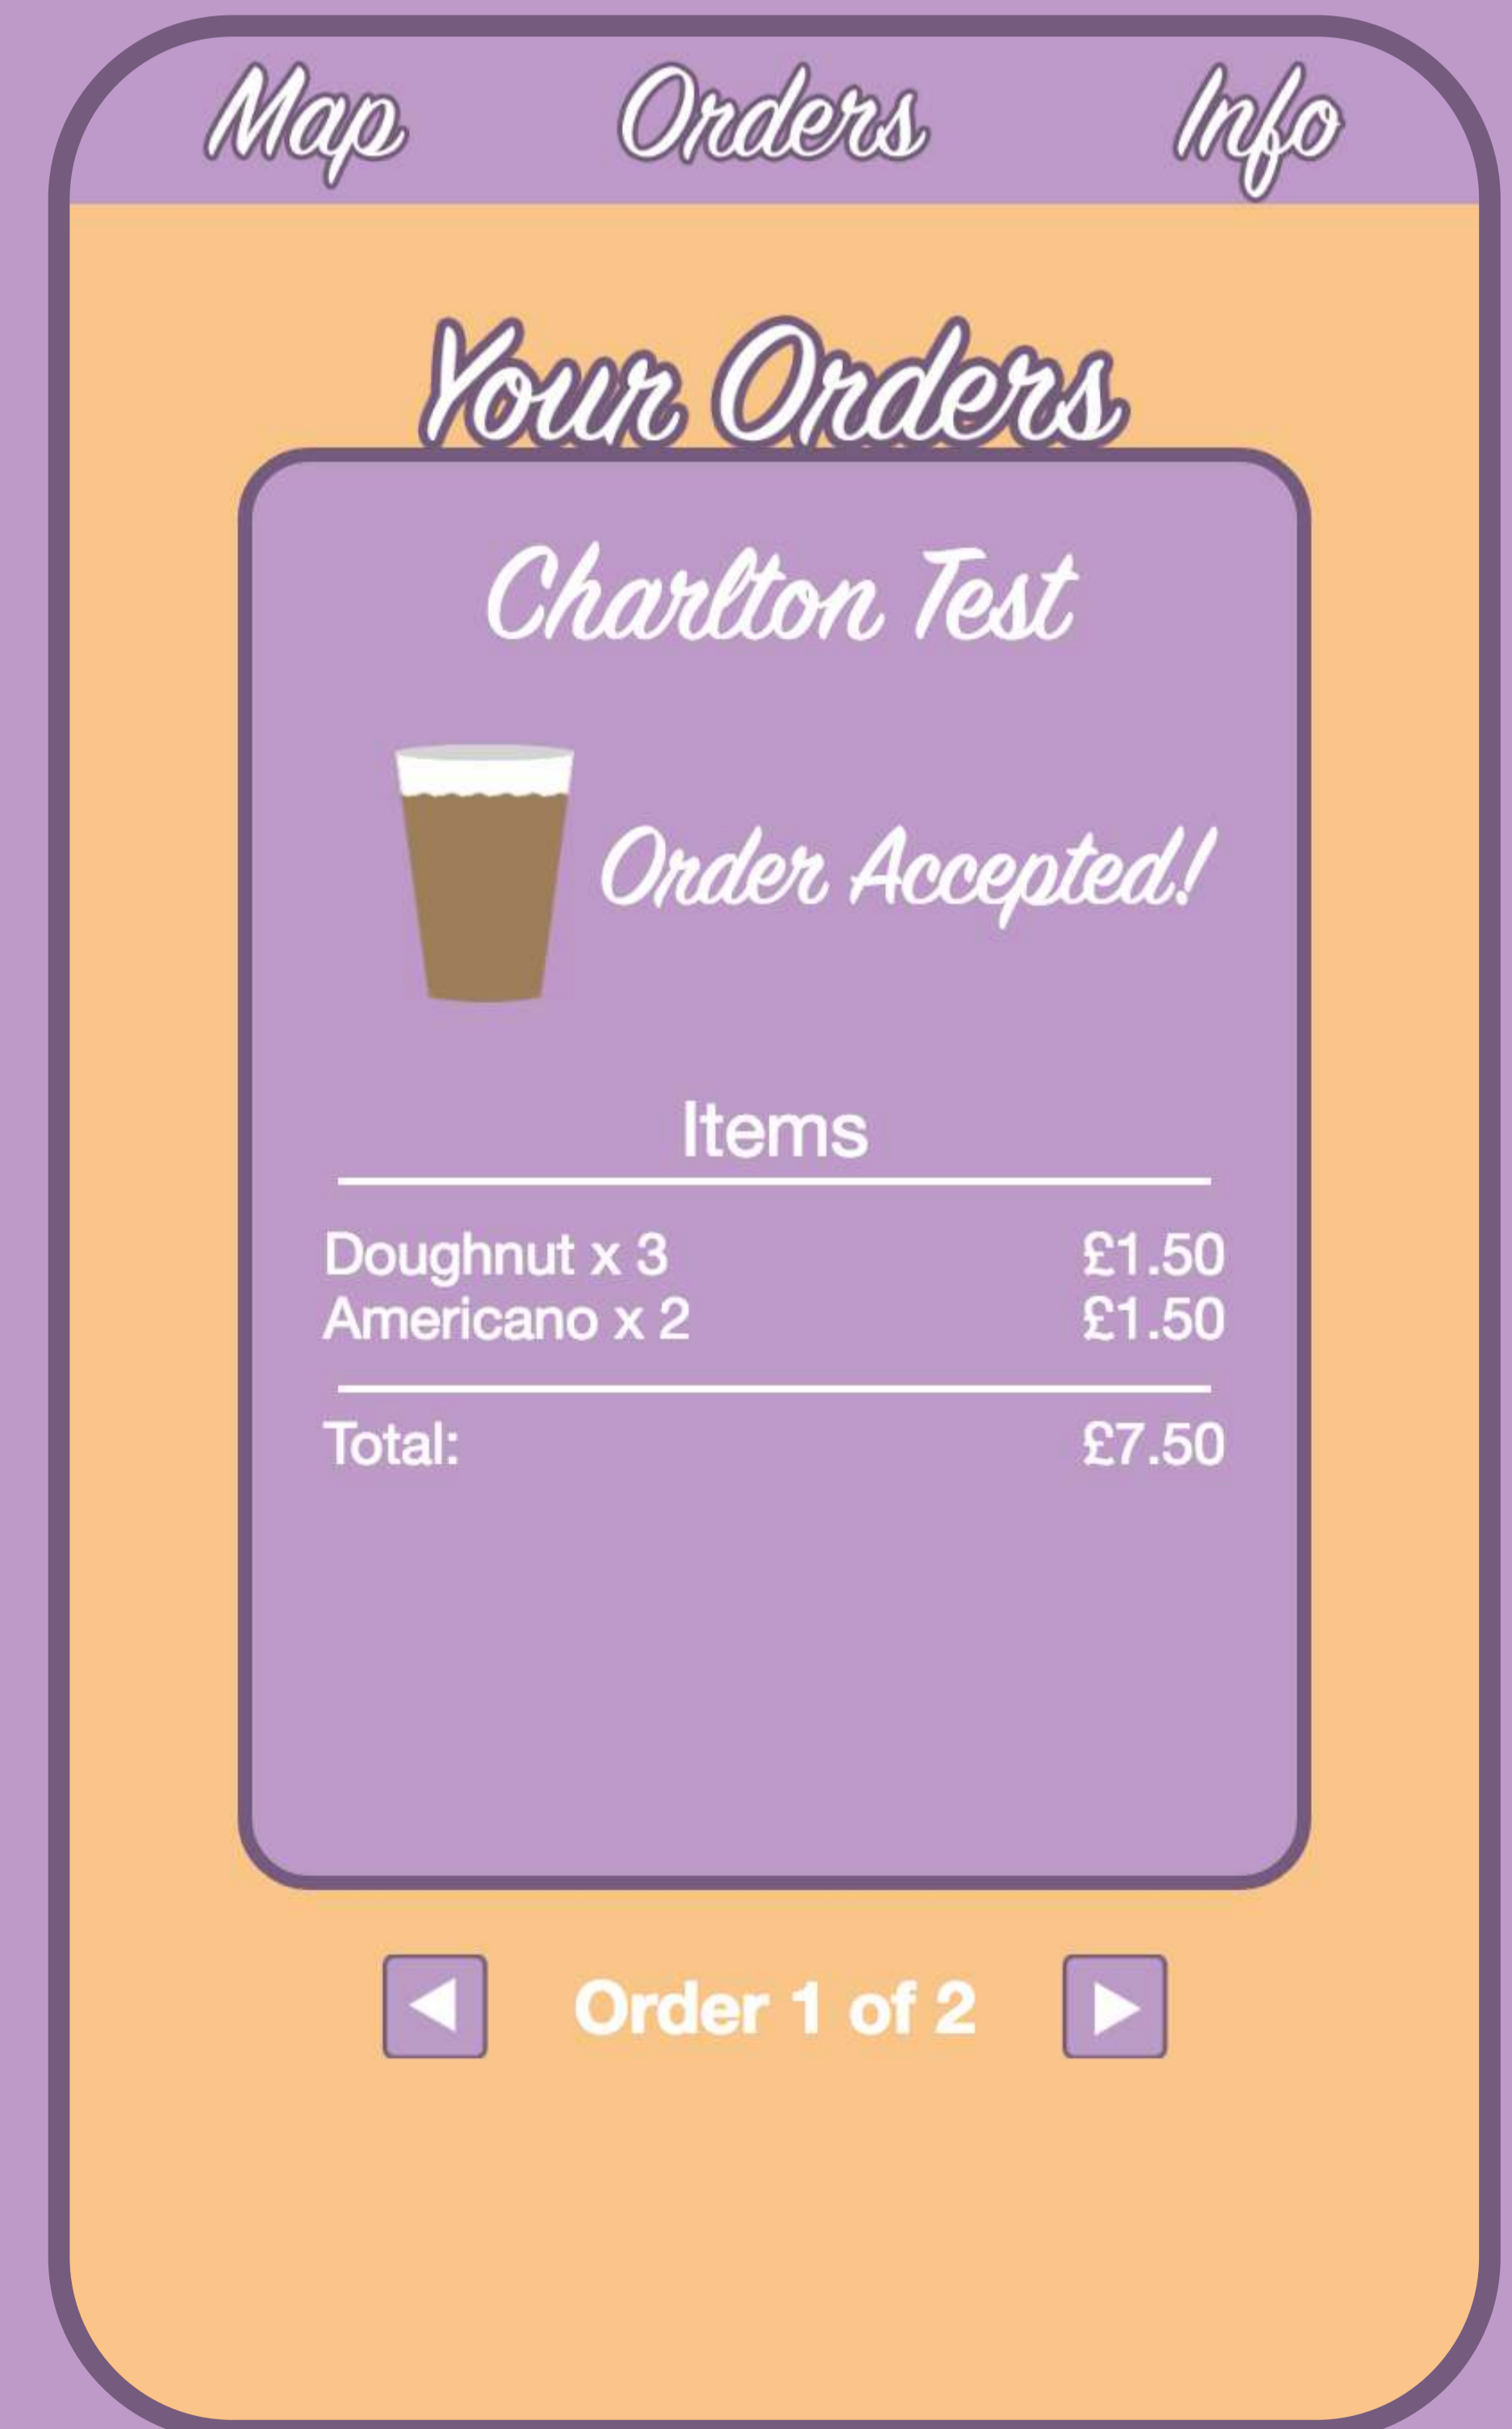 Map Orders Info
Your Orders
Charlton Test
Order Accepted!
Items
Doughnut x 3 £1.50
Americano x 2 £1.50
Total: £7.50
Order 1 of 2